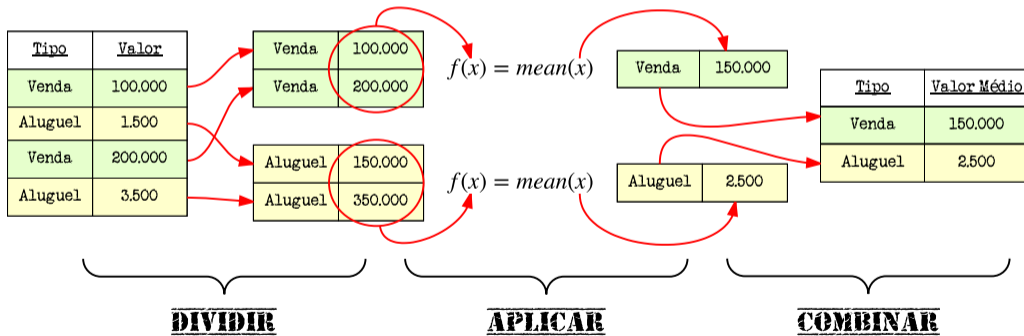 Tipo Valor
Venda 100.000
Aluguel 1.500
Venda 200.000
Aluguel 3.500
Venda 100.000
Venda 200.000
Aluguel 150.000
Aluguel 350.000
f(x) = mean(x)
f(x) = mean(x)
Venda 150.000
Aluguel 2.500
Tipo Valor Médio
Venda 150.000
Aluguel 2.500
DIVIDIR
APLICAR
COMBINAR